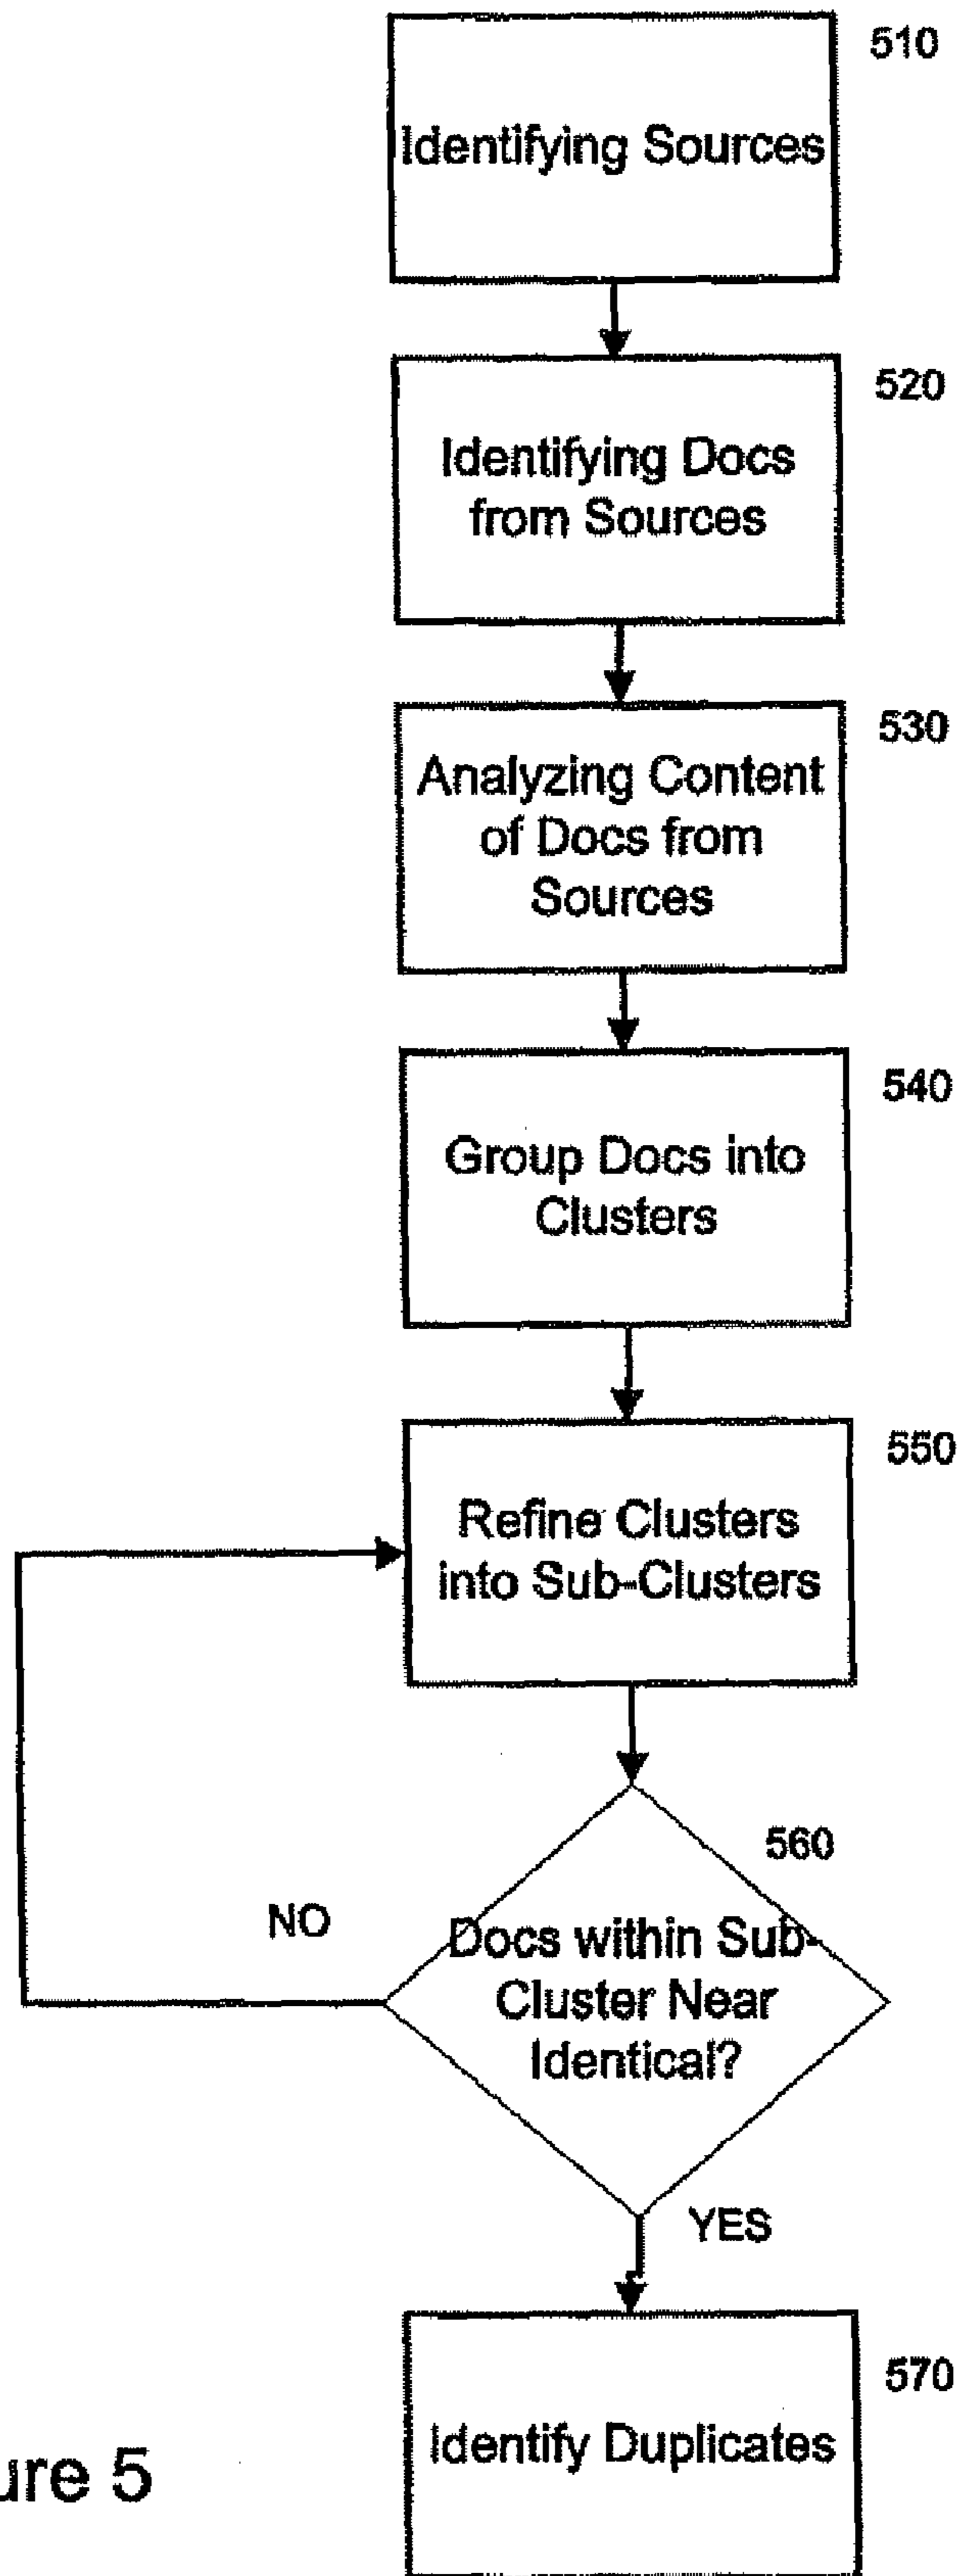 510
Identifying Sources
520
Identifying Docs
from Sources
530
Analyzing Content
of Docs from
Sources
540
Group Docs into
Clusters
550
Refine Clusters
into Sub-Clusters
560
NO
Docs within Sub-
Cluster Near
Identical?
YES
570
Identify Duplicates
ure 5